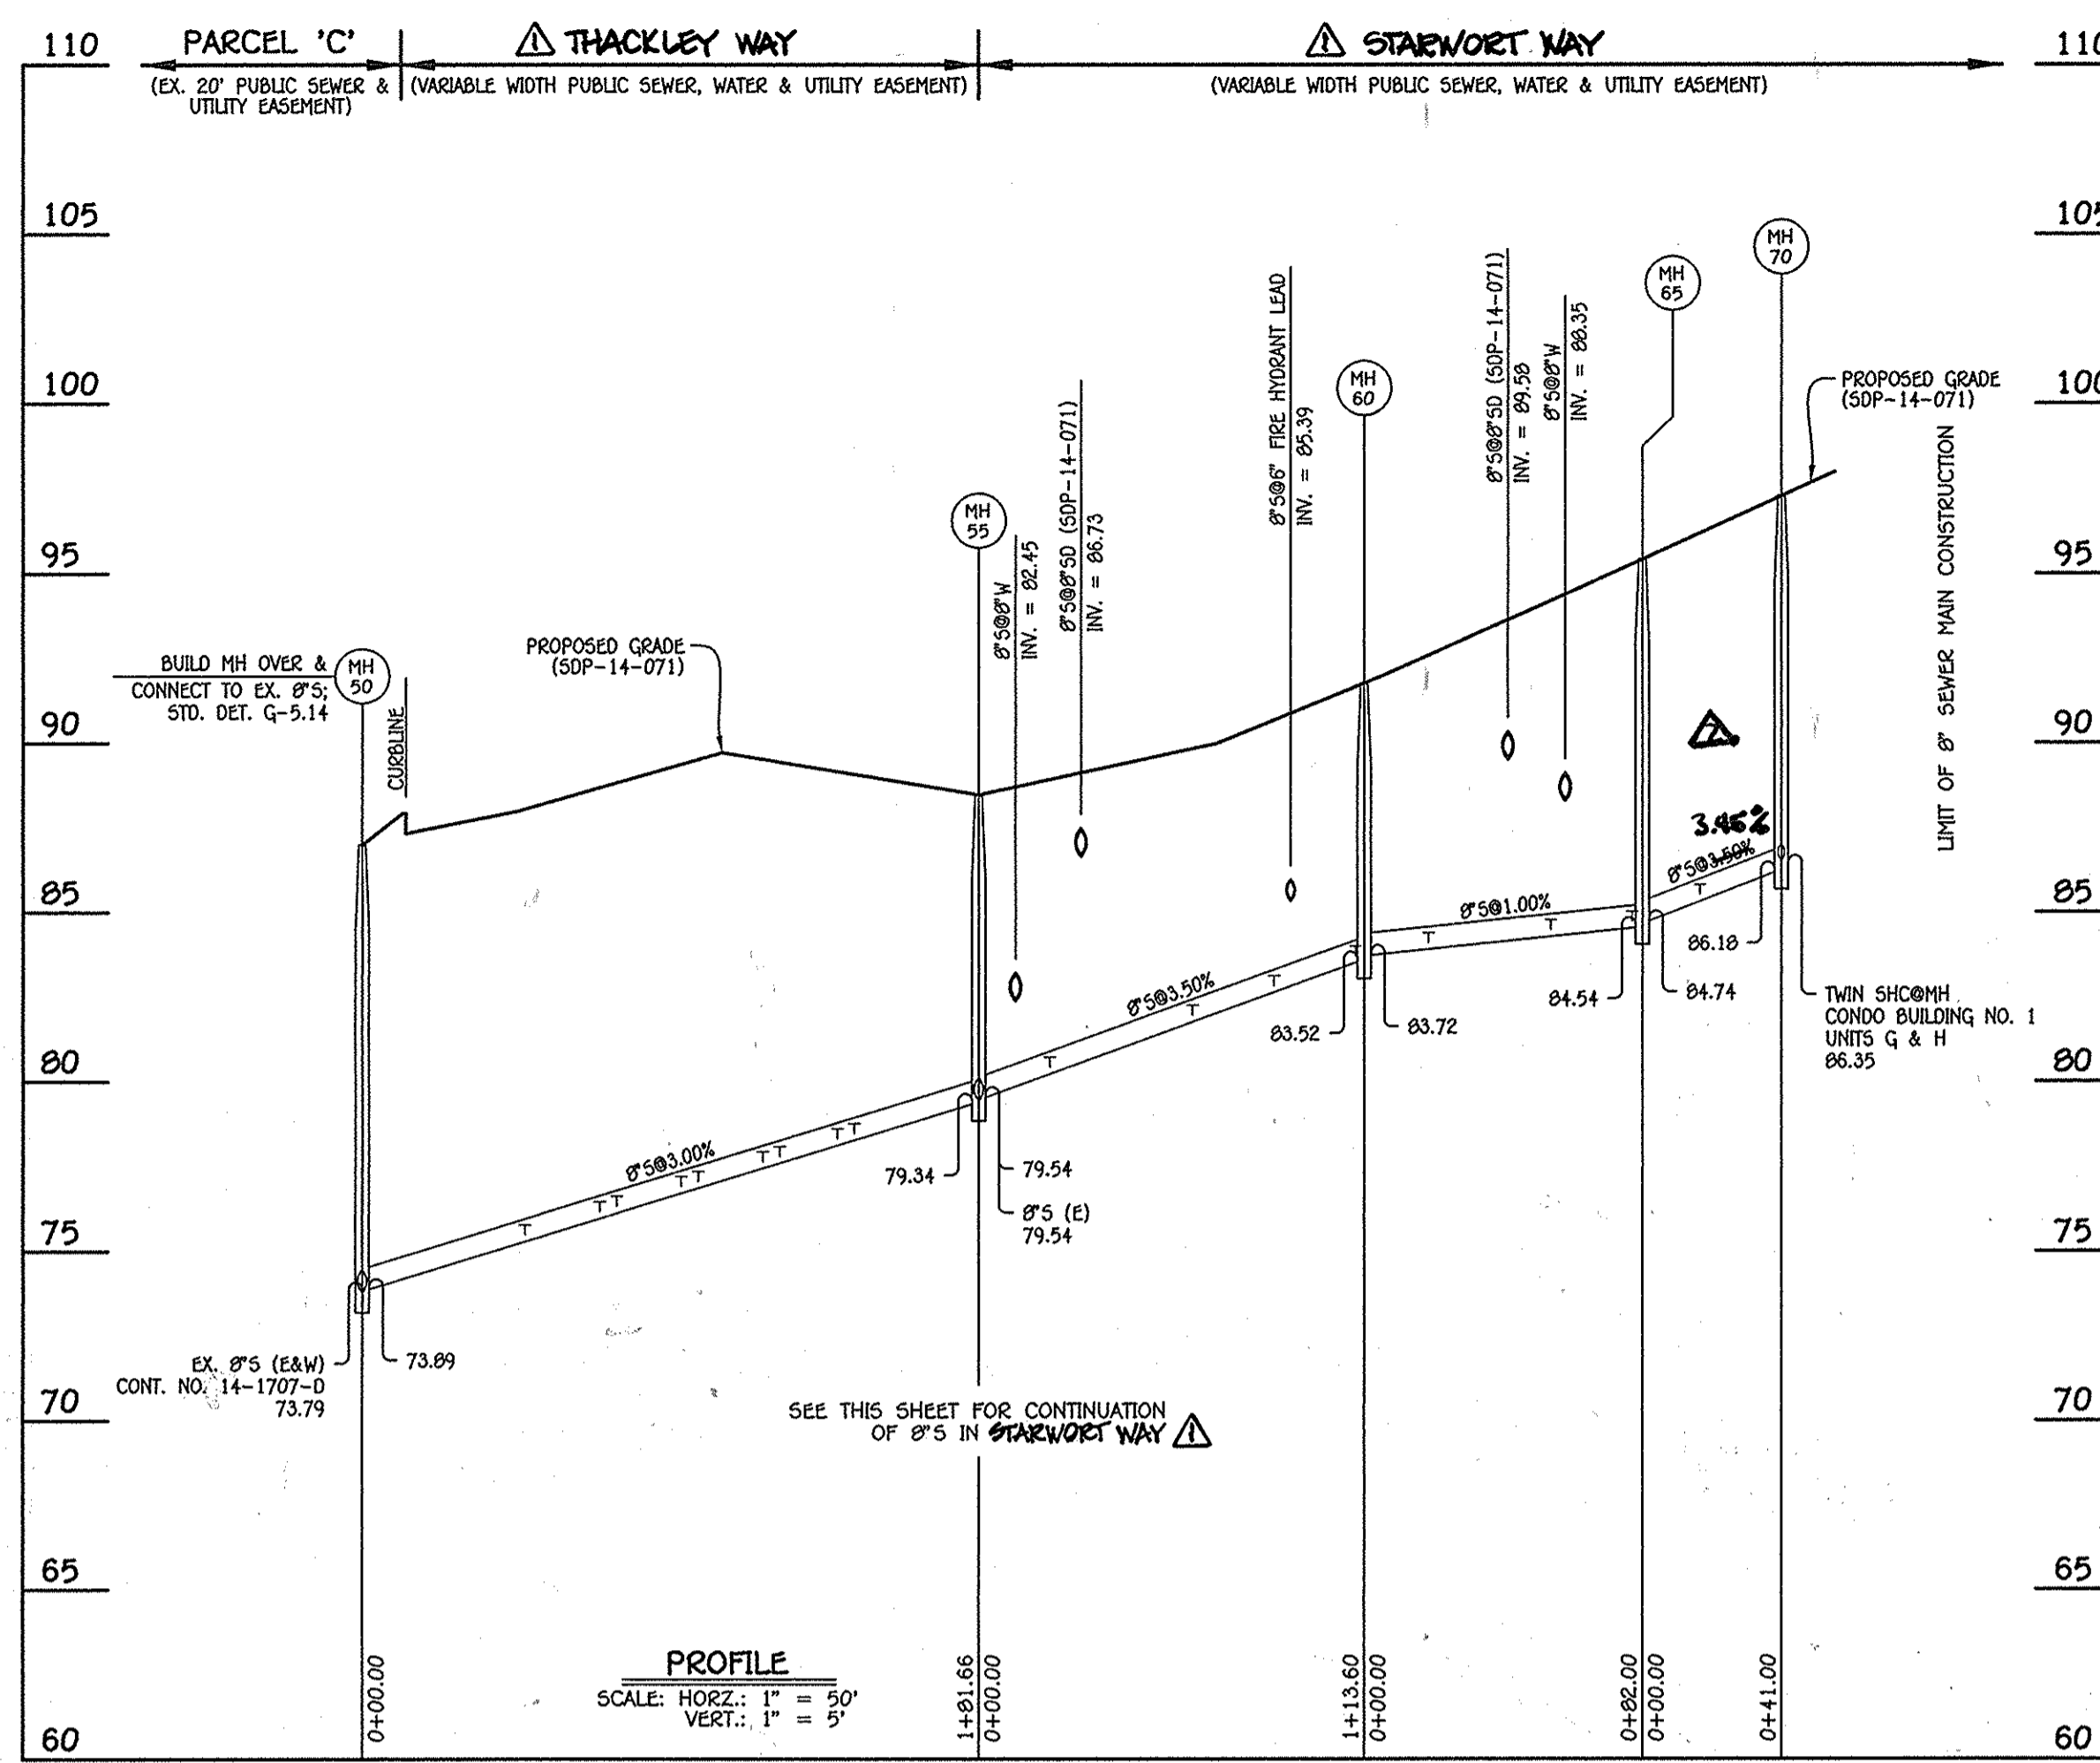 110
PARCEL 'C'
△1 THACKLEY WAY
△1 STARWORT WAY
110
(EX. 20' PUBLIC SEWER &
UTILITY EASEMENT)
(VARIABLE WIDTH PUBLIC SEWER, WATER & UTILITY EASEMENT)
(VARIABLE WIDTH PUBLIC SEWER, WATER & UTILITY EASEMENT)
105
105
100
100
95
95
90
90
85
85
80
80
75
75
70
70
65
65
60
60
BUILD MH OVER &
CONNECT TO EX. 8"S;
STD. DET. G-5.14
MH
50
CURBLINE
PROPOSED GRADE
(SDP-14-071)
MH
55
8"S@8"W
INV. = 82.45
8"S@8"SD (SDP-14-071)
INV. = 86.73
8"S@6" FIRE HYDRANT LEAD
INV. = 85.39
MH
60
8"S@8"SD (SDP-14-071)
INV. = 89.58
8"S@8"W
INV. = 88.35
MH
65
MH
70
PROPOSED GRADE
(SDP-14-071)
LIMIT OF 8" SEWER MAIN CONSTRUCTION
△2
3.45%
8"S@3.50%
T
8"S@1.00%
T T T
8"S@3.50%
T T T T
8"S@3.00%
T T T T T T T T T
86.18
84.54
84.74
TWIN SHC@MH
CONDO BUILDING NO. 1
UNITS G & H
86.35
83.52
83.72
79.34
79.54
8"S (E)
79.54
EX. 8"S (E&W)
CONT. NO. 14-1707-D
73.79
73.89
SEE THIS SHEET FOR CONTINUATION
OF 8"S IN STARWORT WAY △1
PROFILE
SCALE: HORZ.: 1" = 50'
VERT.: 1" = 5'
0+00.00
1+81.66
0+00.00
1+13.60
0+00.00
0+82.00
0+00.00
0+41.00